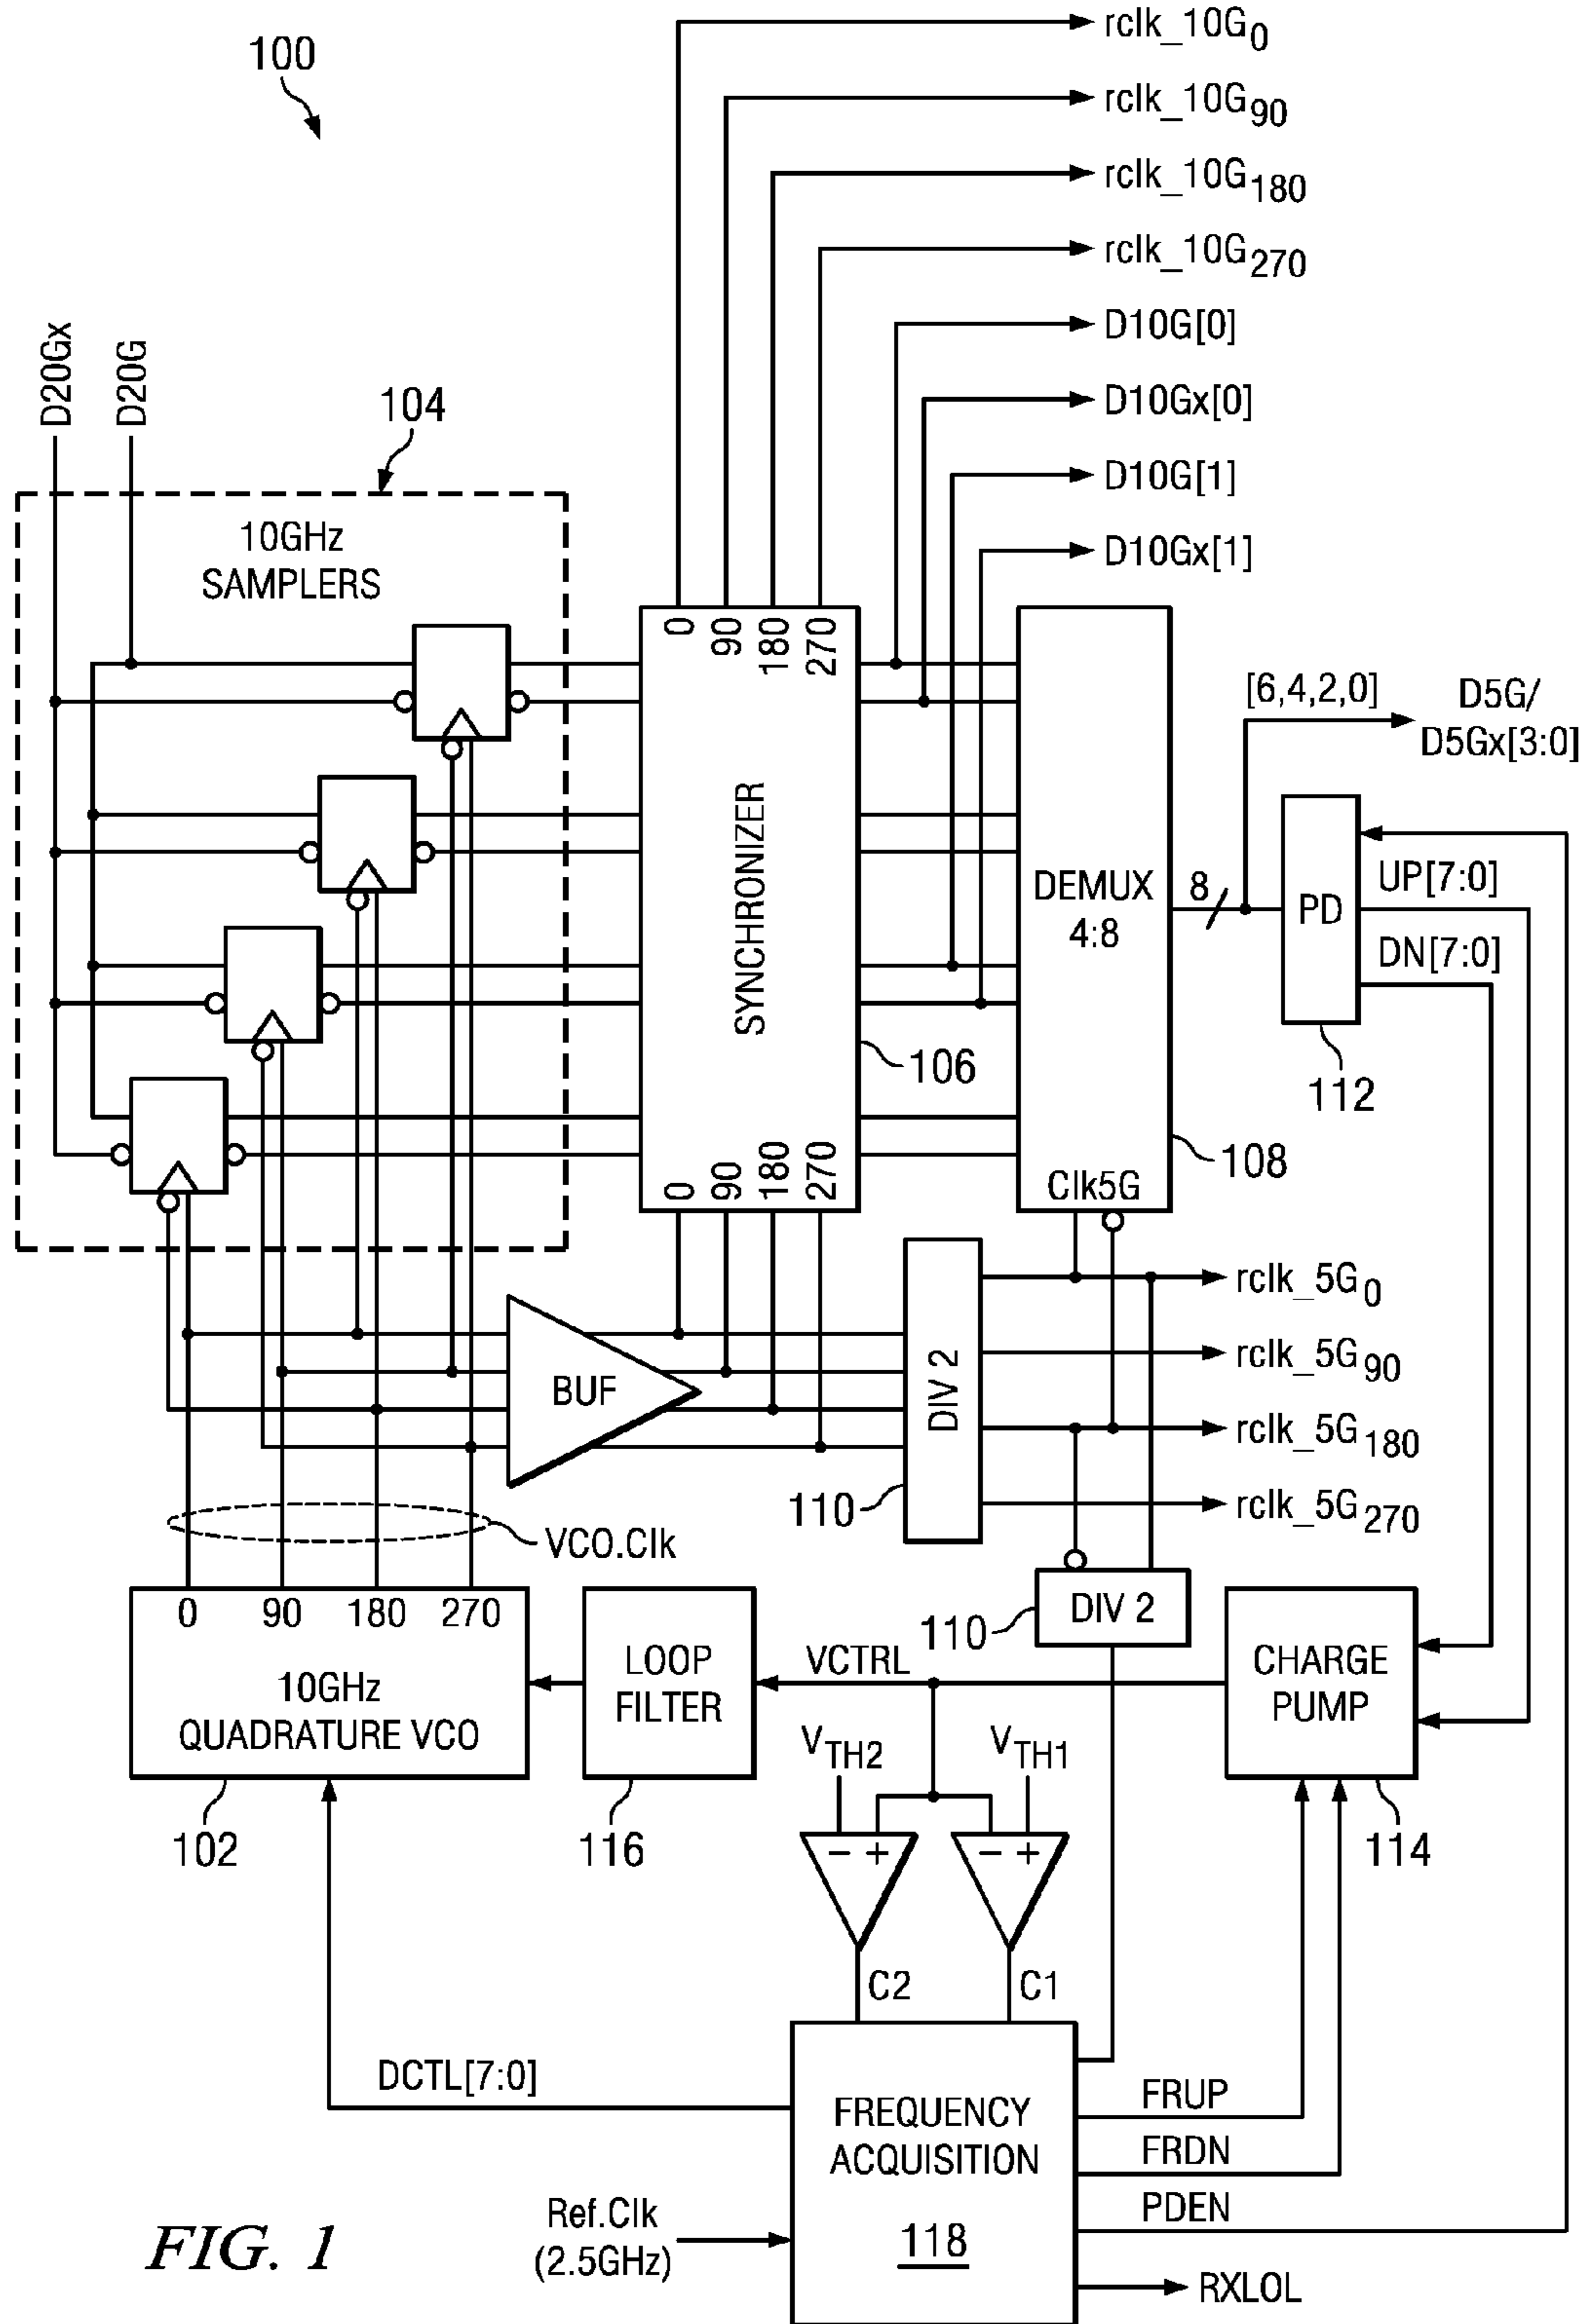 100
rclk_10G0
rclk_10G90
rclk_10G180
rclk_10G270
D10G[0]
D10Gx[0]
D10G[1]
D10Gx[1]
D20Gx
D20G
104
10GHz
SAMPLERS
0
90
180
270
SYNCHRONIZER
106
0
90
180
270
DEMUX
4:8
Clk5G
108
8
[6,4,2,0]
D5G/
D5Gx[3:0]
PD
112
UP[7:0]
DN[7:0]
BUF
DIV 2
110
rclk_5G0
rclk_5G90
rclk_5G180
rclk_5G270
VCO.Clk
0
90
180
270
10GHz
QUADRATURE VCO
102
LOOP
FILTER
116
VCTRL
DIV 2
110
CHARGE
PUMP
114
VTH2
VTH1
− +
− +
C2
C1
DCTL[7:0]
FREQUENCY
ACQUISITION
118
FRUP
FRDN
PDEN
RXLOL
Ref.Clk
(2.5GHz)
FIG. 1